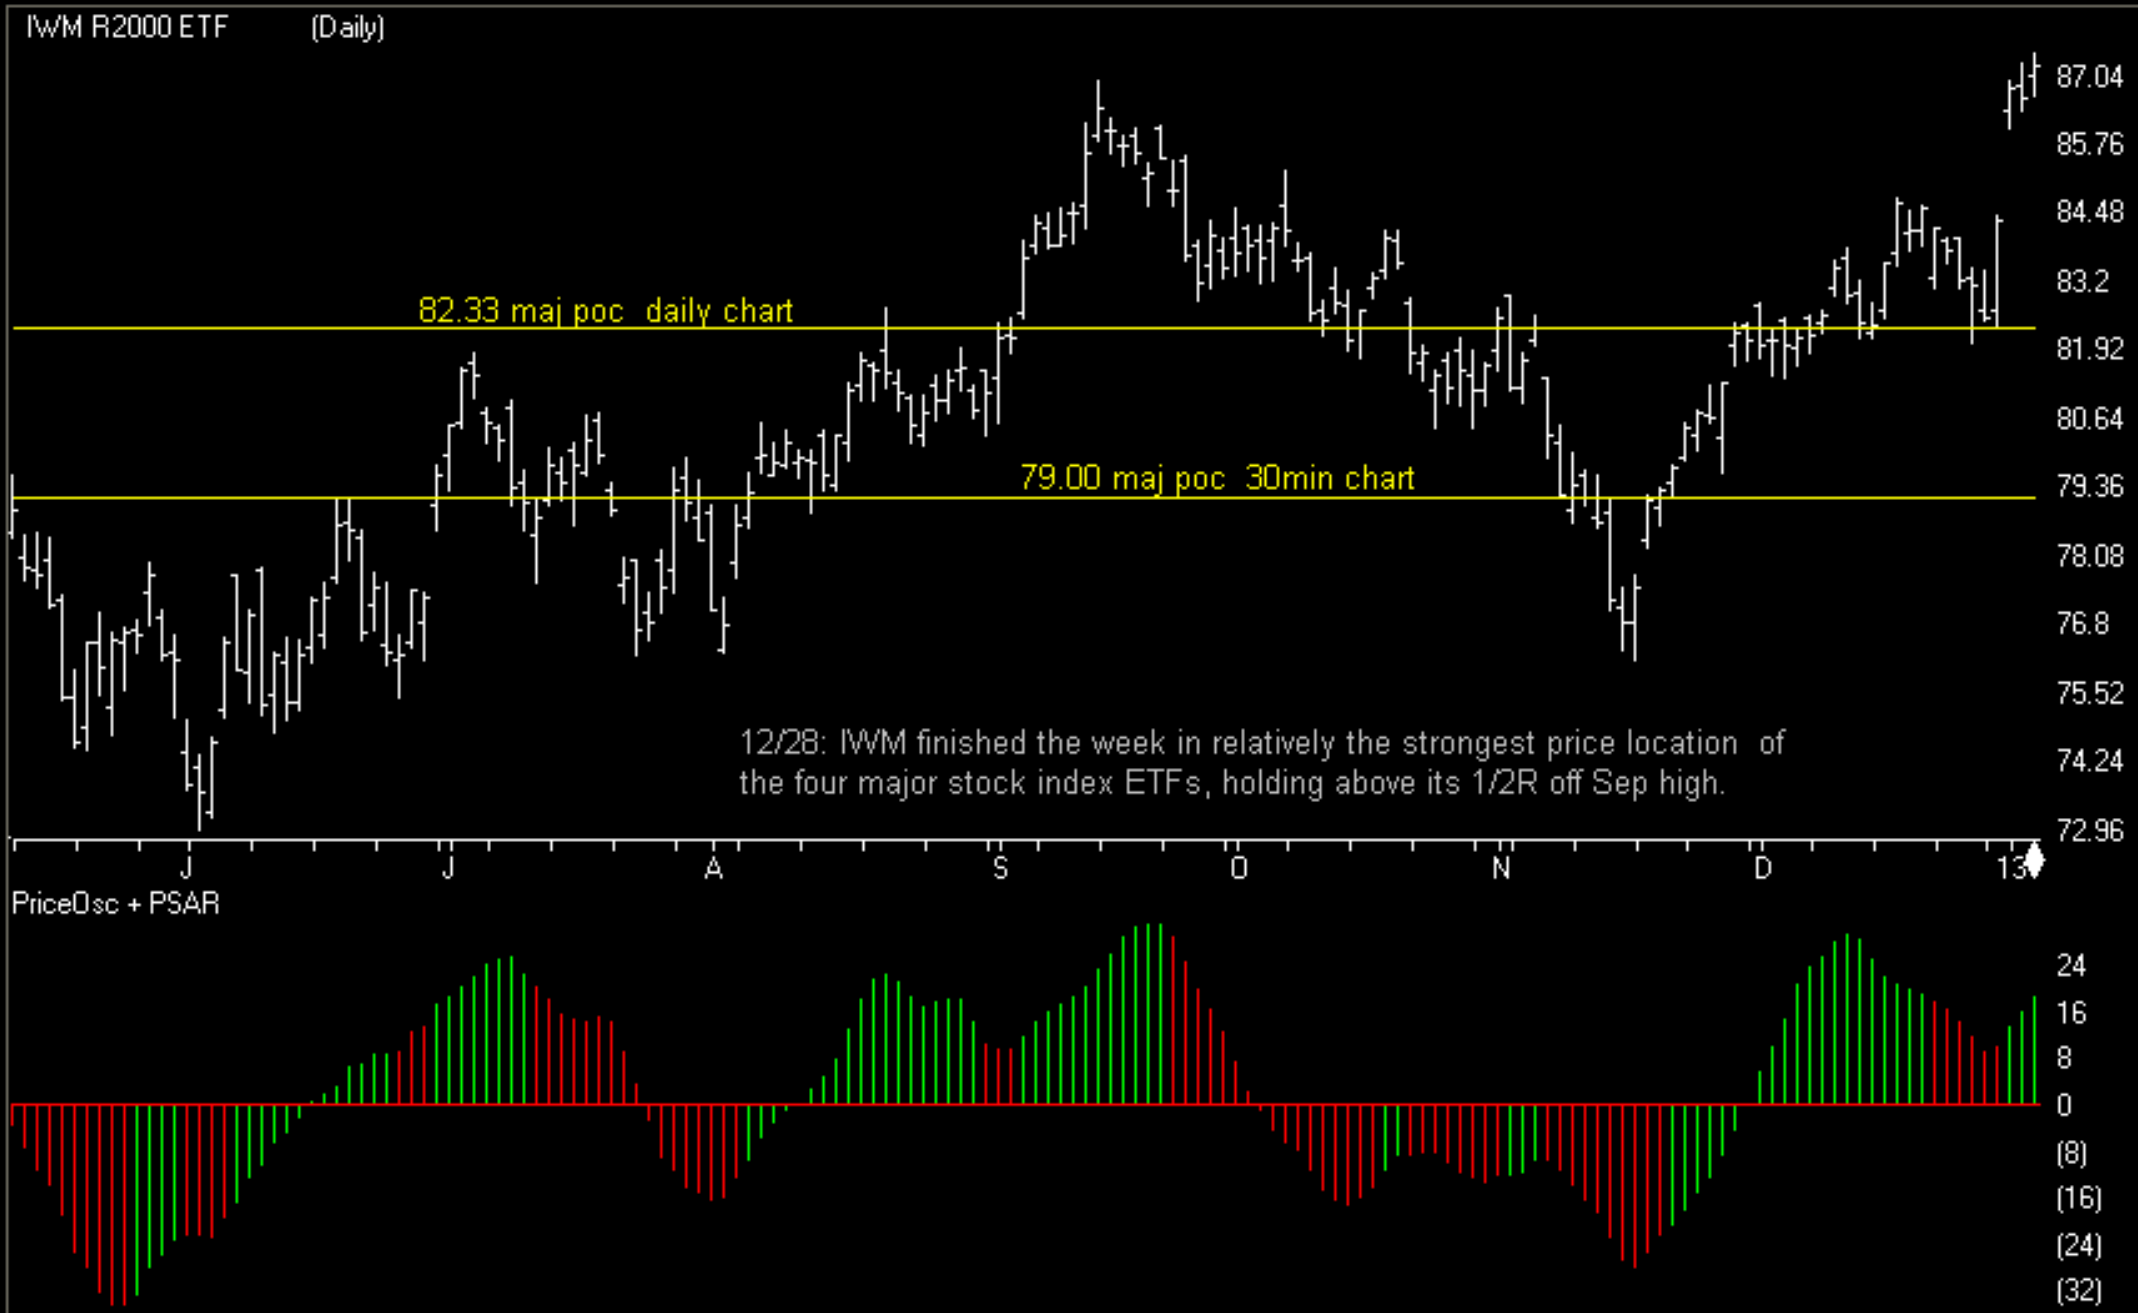 IWM R2000 ETF (Daily)
87.04
85.76
84.48
83.2
82.33 maj poc daily chart
81.92
80.64
79.00 maj poc 30min chart
79.36
78.08
76.8
75.52
12/28: IWM finished the week in relatively the strongest price location of
the four major stock index ETFs, holding above its 1/2R off Sep high.
74.24
72.96
J J A S O N D 13
PriceOsc + PSAR
24
16
8
0
(8)
(16)
(24)
(32)